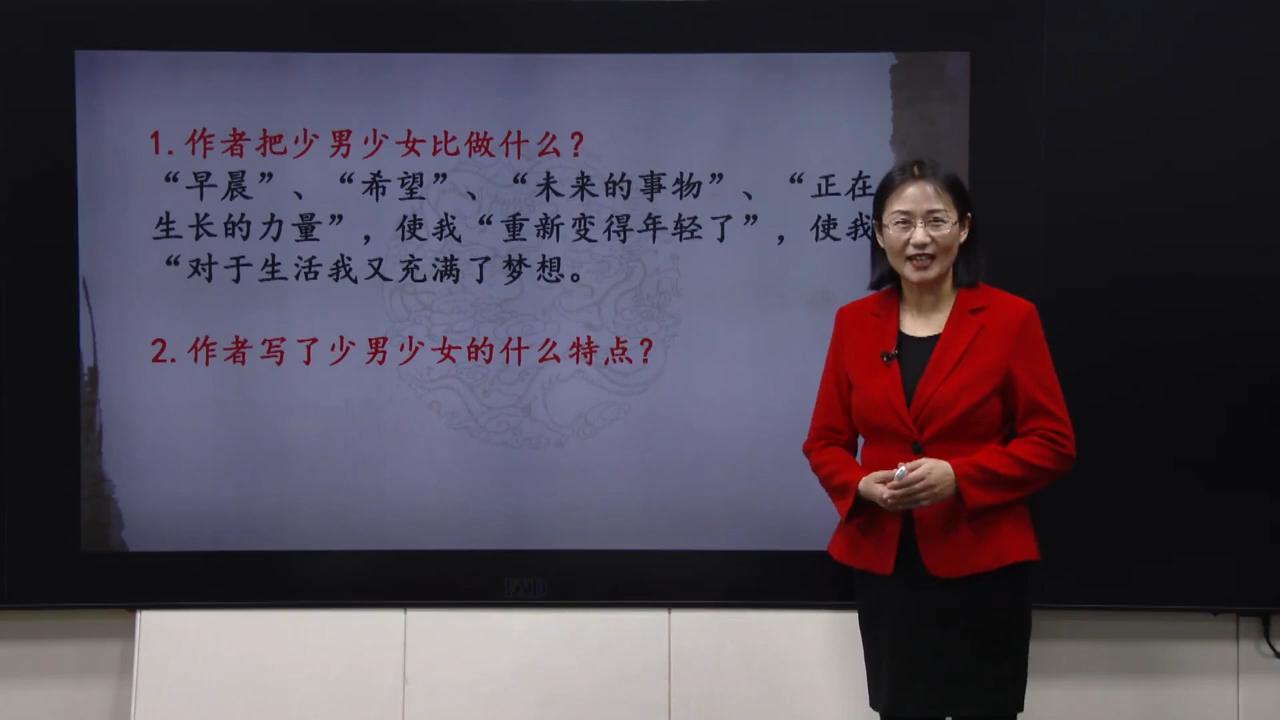 1.作者把少男少女比做什么？
“早晨”、“希望”、“未来的事物”、“正在
生长的力量”，使我“重新变得年轻了”，使我
“对于生活我又充满了梦想。
2.作者写了少男少女的什么特点？